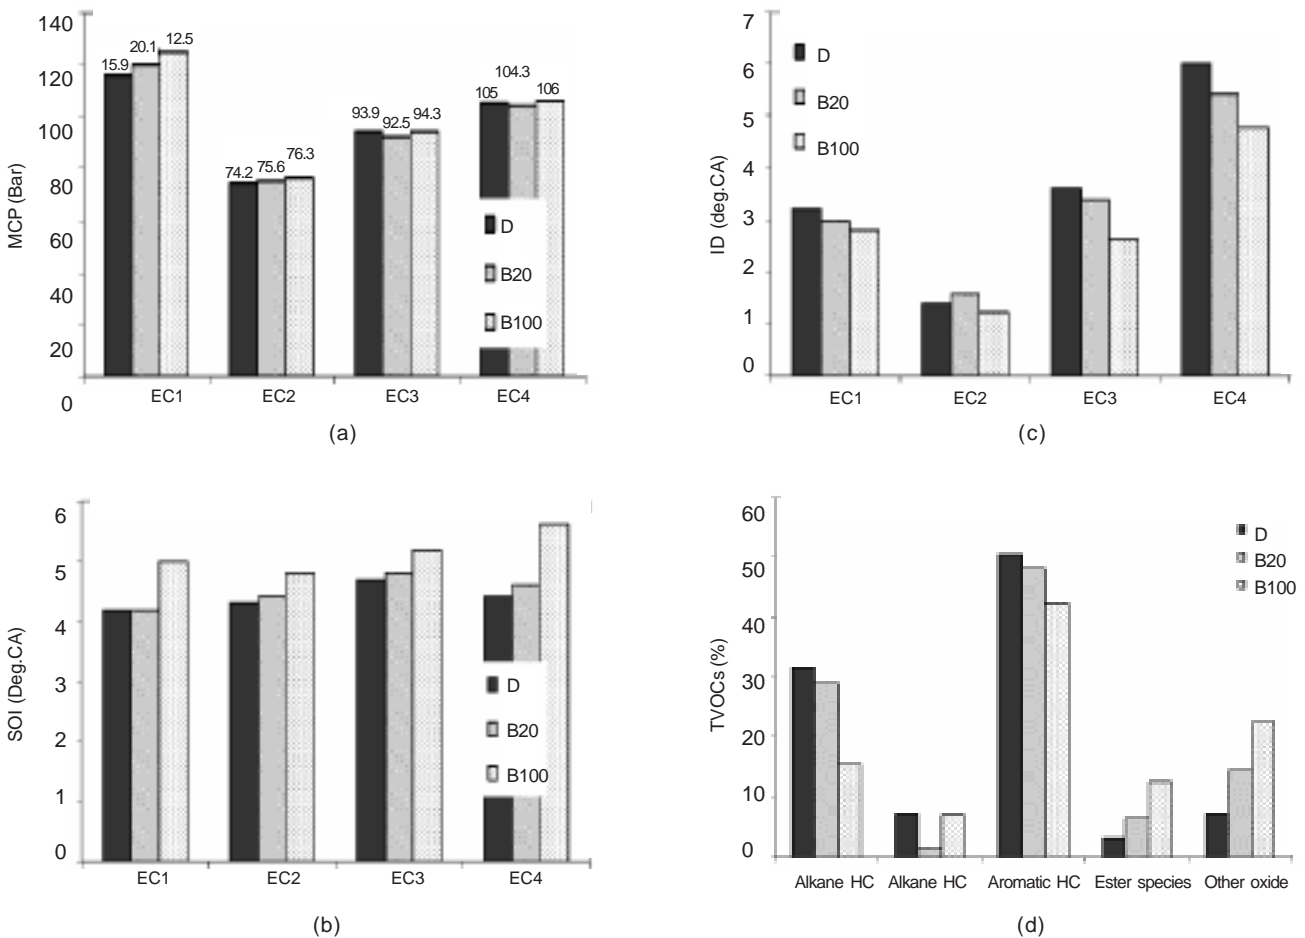 140
120
100
80
60
40
20
0
MCP (Bar)
15.9 20.1 12.5
74.2 75.6 76.3
93.9 92.5 94.3
105 104.3 106
D
B20
B100
EC1 EC2 EC3 EC4
(a)
7
6
5
4
3
2
1
0
ID (deg.CA)
D
B20
B100
EC1 EC2 EC3 EC4
(c)
6
5
4
3
2
1
0
SOI (Deg.CA)
D
B20
B100
EC1 EC2 EC3 EC4
(b)
60
50
40
30
20
10
0
TVOCs (%)
D
B20
B100
Alkane HC Alkane HC Aromatic HC Ester species Other oxide
(d)